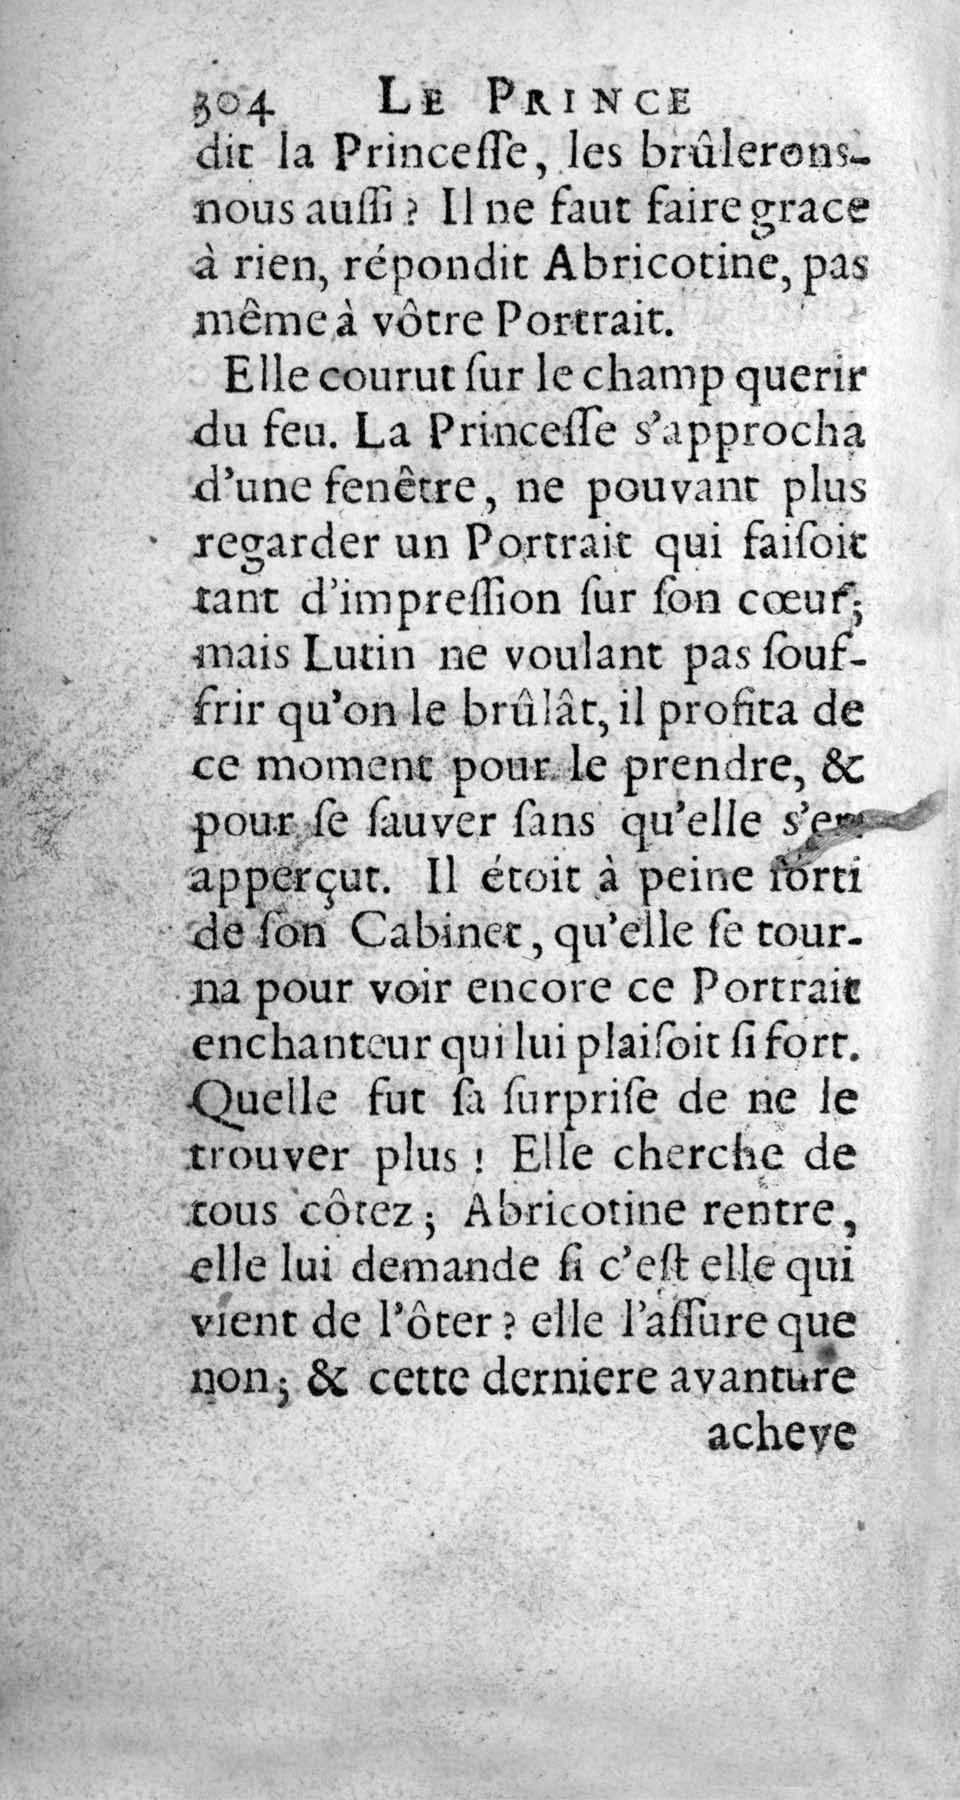 304 LE PRINCE
dit la Princeſſe, les brûlerons-
nous auſſi? Il ne faut faire grace
à rien, répondit Abricotine, pas
même à vôtre Portrait.
Elle courut ſur le champ querir
du feu. La Princeſſe s'approcha
d'une fenêtre, ne pouvant plus
regarder un Portrait qui faiſoit
tant d'impreſſion ſur ſon cœur;
mais Lutin ne voulant pas ſouf-
frir qu'on le brûlât, il profita de
ce moment pour le prendre, &
pour ſe ſauver ſans qu'elle s'en
apperçut. Il étoit à peine ſorti
de ſon Cabinet, qu'elle ſe tour-
na pour voir encore ce Portrait
enchanteur qui lui plaiſoit ſi fort.
Quelle fut ſa ſurpriſe de ne le
trouver plus! Elle cherche de
tous côtez; Abricotine rentre,
elle lui demande ſi c'eſt elle qui
vient de l'ôter? elle l'aſſure que
non; & cette derniere avanture
acheve